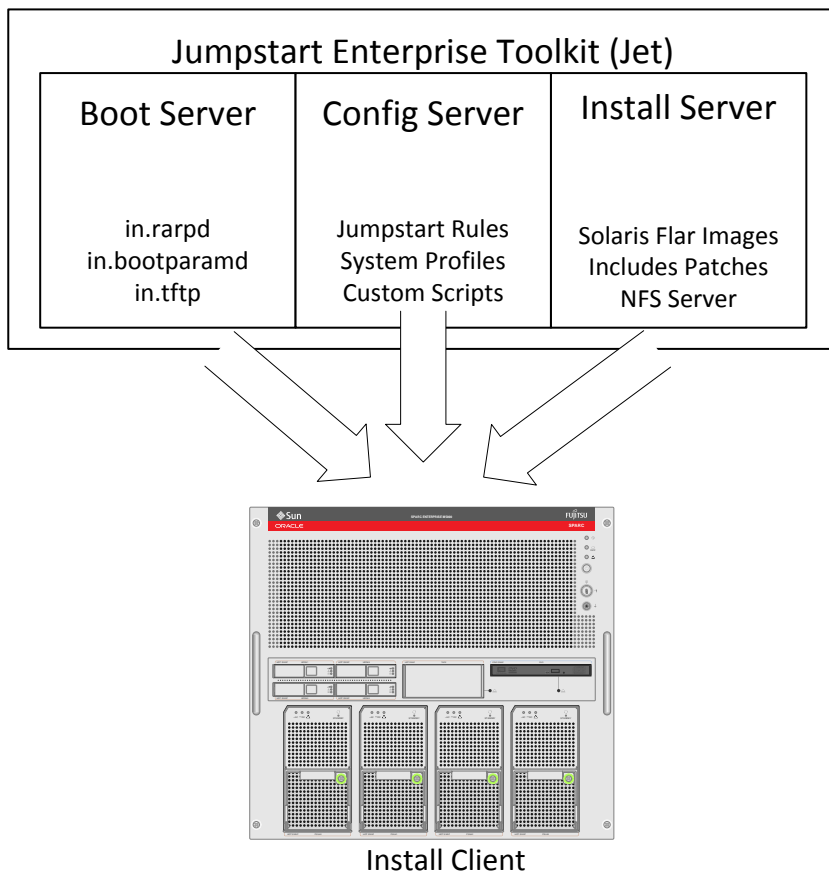 Jumpstart Enterprise Toolkit (Jet)
Boot Server
in.rarpd
in.bootparamd
in.tftp
Config Server
Jumpstart Rules
System Profiles
Custom Scripts
Install Server
Solaris Flar Images
Includes Patches
NFS Server
Sun
FUJITSU
ORACLE
SPARC
Install Client